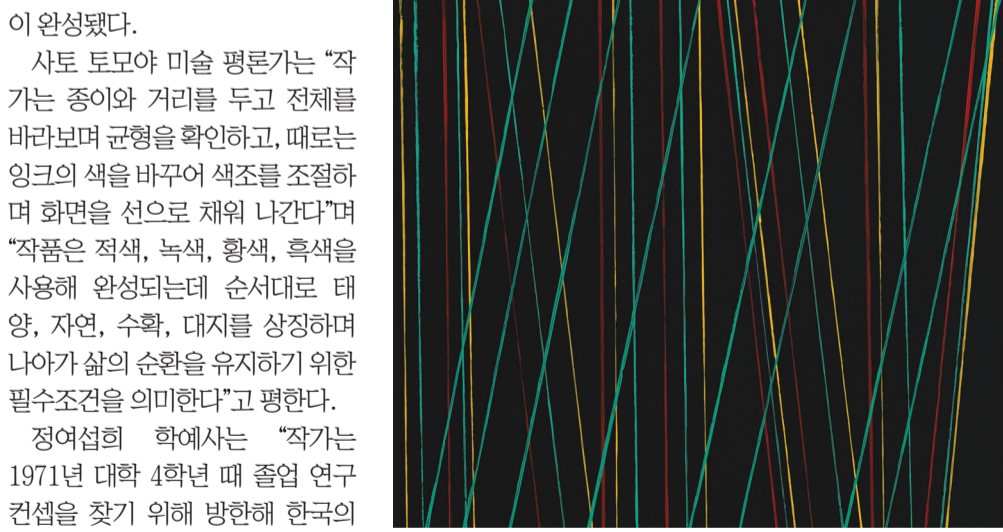 이 완성됐다.
사토 토모야 미술 평론가는 “작
가는 종이와 거리를 두고 전체를
바라보며 균형을 확인하고, 때로는
잉크의 색을 바꾸어 색조를 조절하
며 화면을 선으로 채워 나간다”며
“작품은 적색, 녹색, 황색, 흑색을
사용해 완성되는데 순서대로 태
양, 자연, 수확, 대지를 상징하며
나아가 삶의 순환을 유지하기 위한
필수조건을 의미한다”고 평한다.
정여섭희 학예사는 “작가는
1971년 대학 4학년 때 졸업 연구
컨셉을 찾기 위해 방한해 한국의